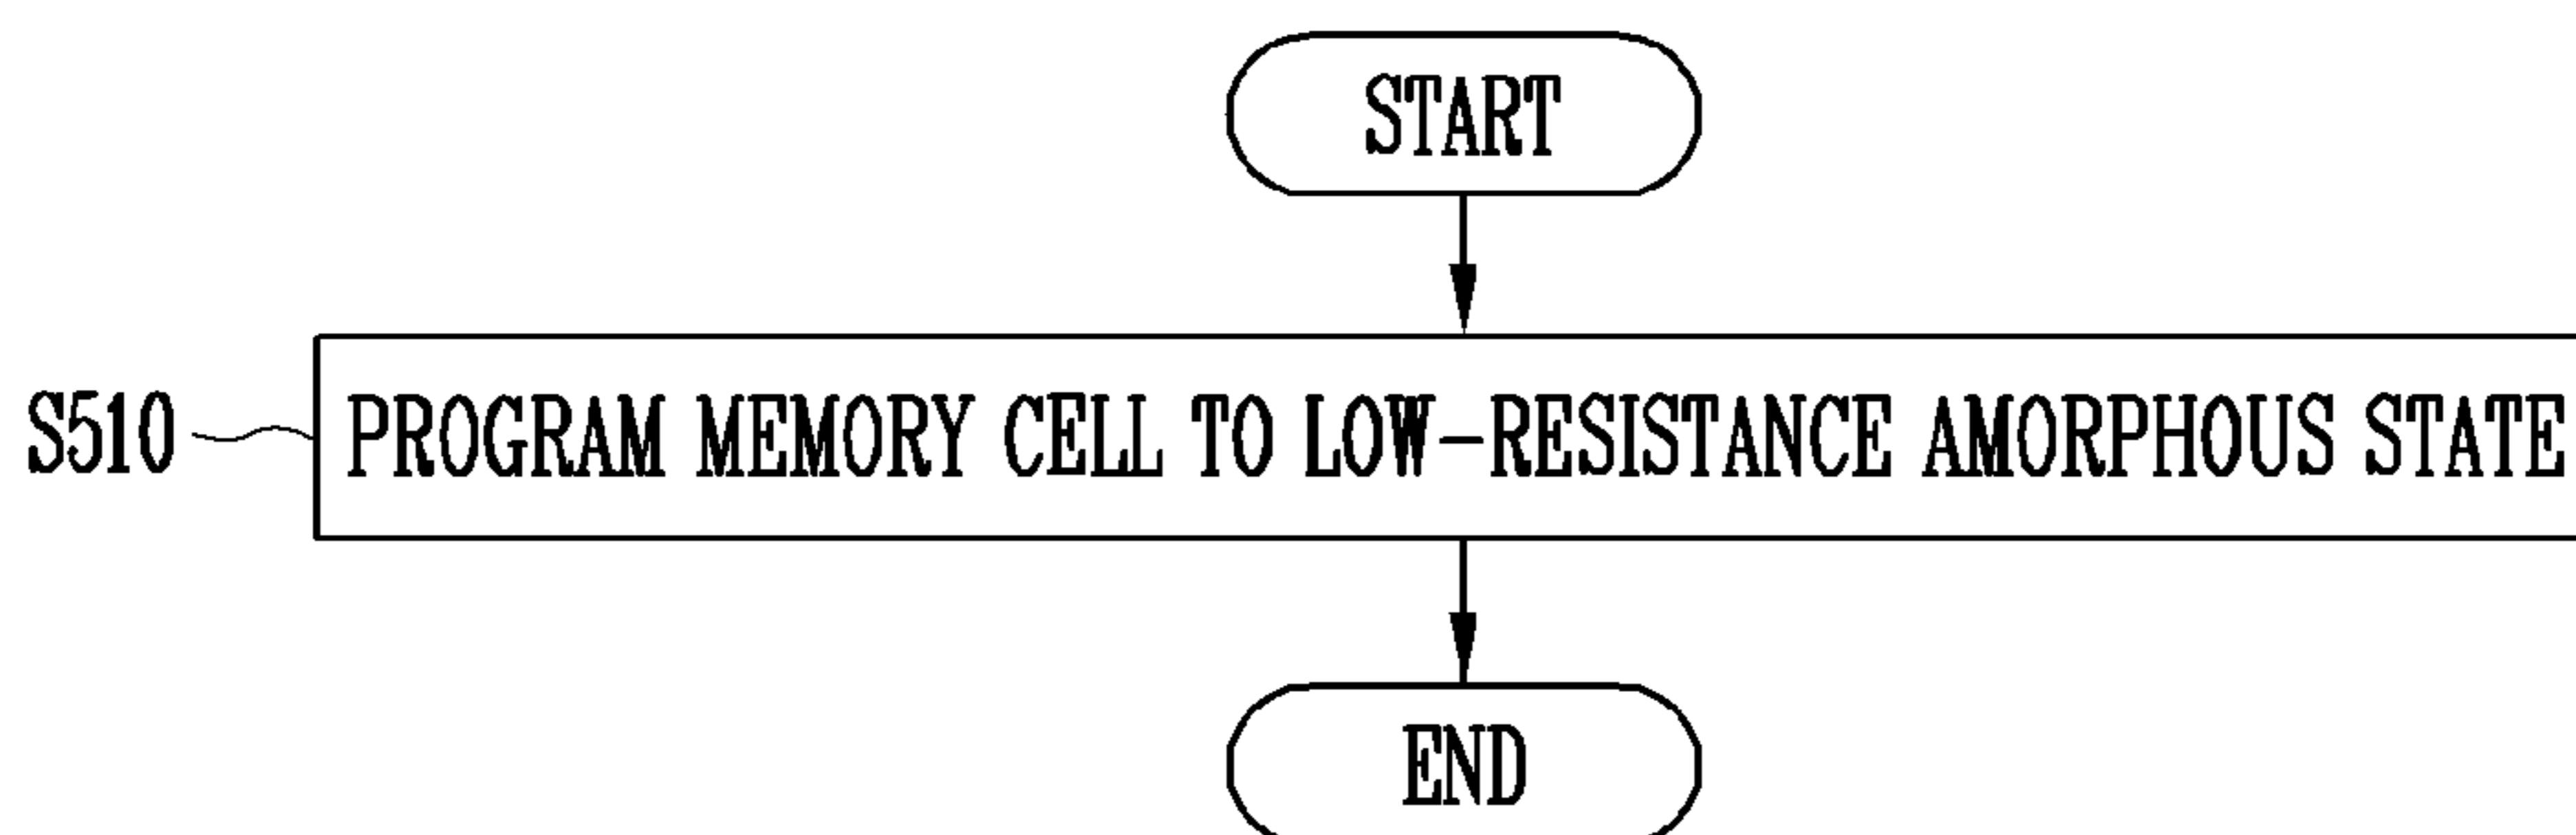 START
S510 PROGRAM MEMORY CELL TO LOW-RESISTANCE AMORPHOUS STATE
END